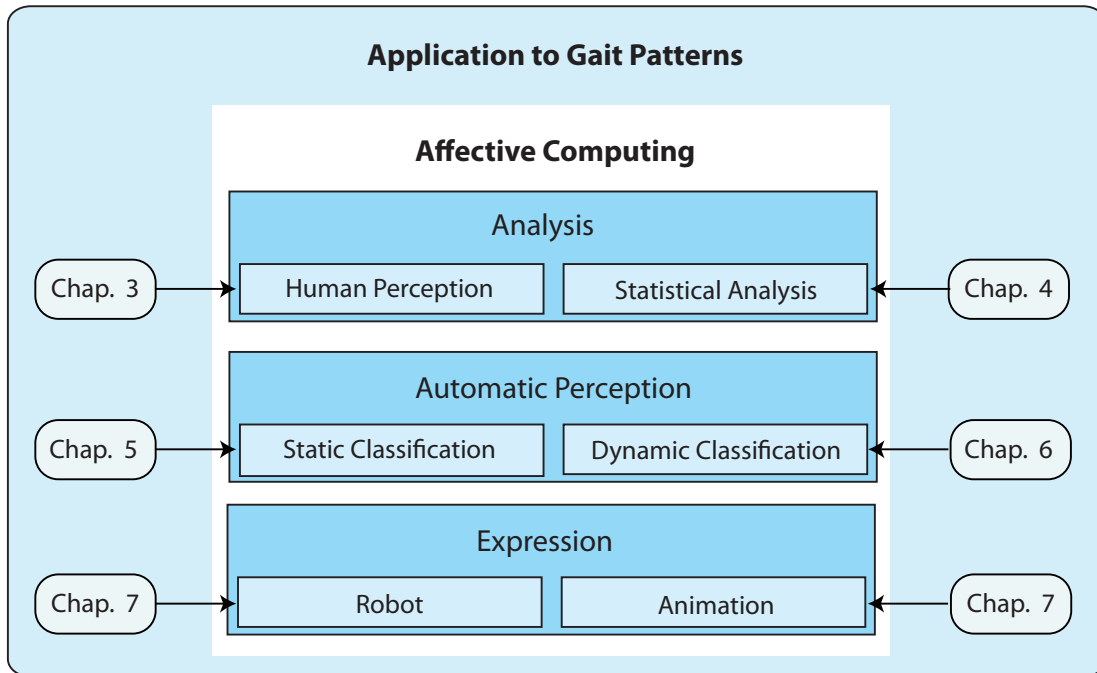 Application to Gait Patterns
Affective Computing
Analysis
Chap. 3
Human Perception
Statistical Analysis
Chap. 4
Automatic Perception
Chap. 5
Static Classification
Dynamic Classification
Chap. 6
Expression
Chap. 7
Robot
Animation
Chap. 7